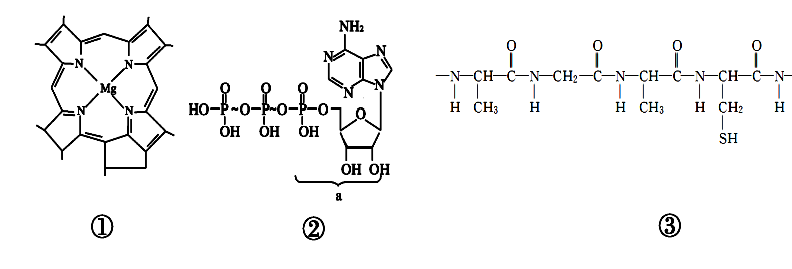 N N
Mg
N N
①
NH₂
N N
N N
O O O
HO-P~O-P~O-P-O O
OH OH OH
OH OH
a
②
O O O O
-N-CH-C-N-CH₂-C-N-CH-C-N-CH-C-N-
H CH₃ H H CH₃ H CH₂ H
SH
③